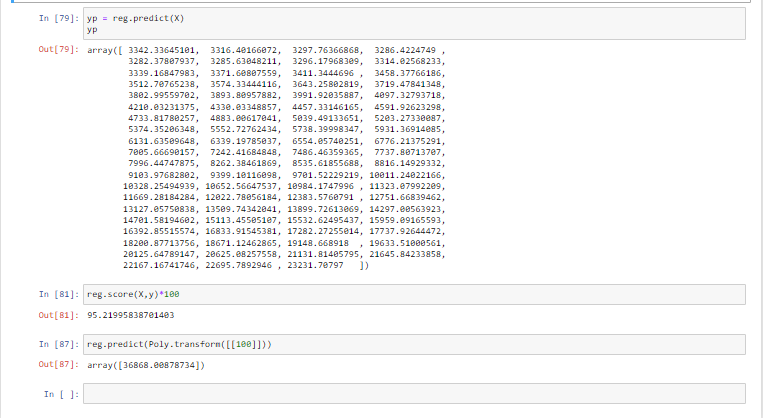 In [79]: yp = reg.predict(X)
yp
Out[79]: array([ 3342.33645101, 3316.40166072, 3297.76366868, 3286.4224749 ,
3282.37807937, 3285.63048211, 3296.17968309, 3314.02568233,
3339.16847983, 3371.60807559, 3411.3444696 , 3458.37766186,
3512.70765238, 3574.33444116, 3643.25802819, 3719.47841348,
3802.99559702, 3893.80957882, 3991.92035887, 4097.32793718,
4210.03231375, 4330.03348857, 4457.33146165, 4591.92623298,
4733.81780257, 4883.00617041, 5039.49133651, 5203.27330087,
5374.35206348, 5552.72762434, 5738.39998347, 5931.36914085,
6131.63509648, 6339.19785037, 6554.05740251, 6776.21375291,
7005.66690157, 7242.41684848, 7486.46359365, 7737.80713707,
7996.44747875, 8262.38461869, 8535.61855688, 8816.14929332,
9103.97682802, 9399.10116098, 9701.52229219, 10011.24022166,
10328.25494939, 10652.56647537, 10984.1747996 , 11323.07992209,
11669.28184284, 12022.78056184, 12383.5760791 , 12751.66839462,
13127.05750838, 13509.74342041, 13899.72613069, 14297.00563923,
14701.58194602, 15113.45505107, 15532.62495437, 15959.09165593,
16392.85515574, 16833.91545381, 17282.27255014, 17737.92644472,
18200.87713756, 18671.12462865, 19148.668918 , 19633.51000561,
20125.64789147, 20625.08257558, 21131.81405795, 21645.84233858,
22167.16741746, 22695.7892946 , 23231.70797 ])
In [81]: reg.score(X,y)*100
Out[81]: 95.21995838701403
In [87]: reg.predict(Poly.transform([[100]]))
Out[87]: array([36868.00878734])
In [ ]: